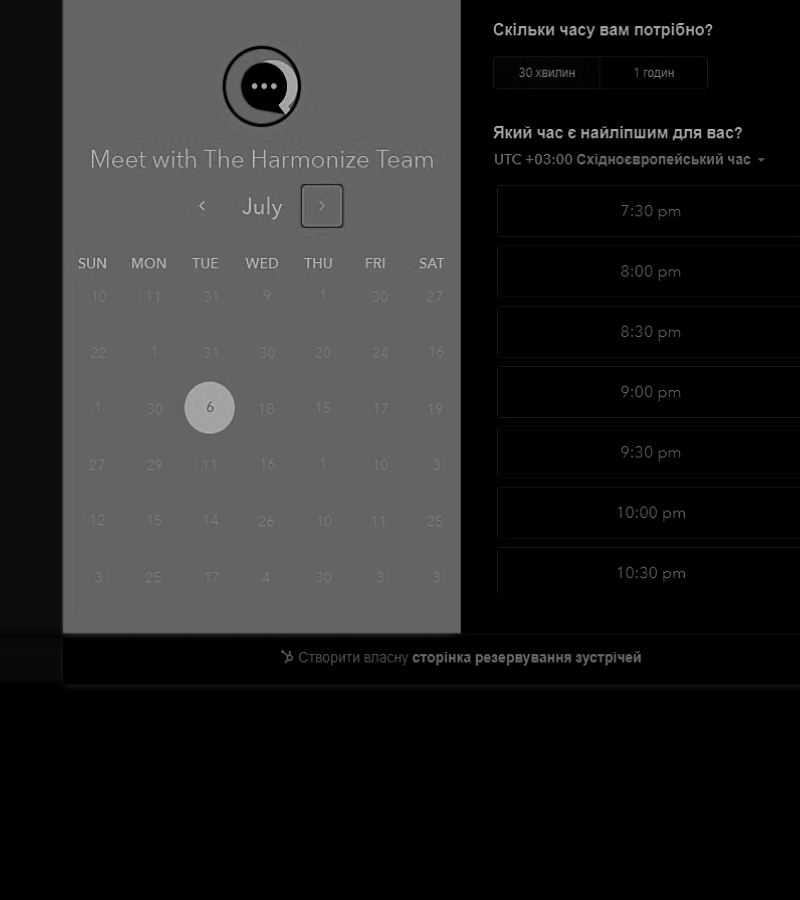 Meet with The Harmonize Team
July
SUN MON TUE WED THU FRI SAT
10 11 31 9 1 30 27
22 1 31 30 20 24 16
1 30 6 18 15 17 19
27 29 11 16 1 10 3
12 15 14 26 10 11 25
3 25 17 4 30 3 3
Скільки часу вам потрібно?
30 хвилин 1 годин
Який час є найліпшим для вас?
UTC +03:00 Східноєвропейський час
7:30 pm
8:00 pm
8:30 pm
9:00 pm
9:30 pm
10:00 pm
10:30 pm
Створити власну сторінка резервування зустрічей